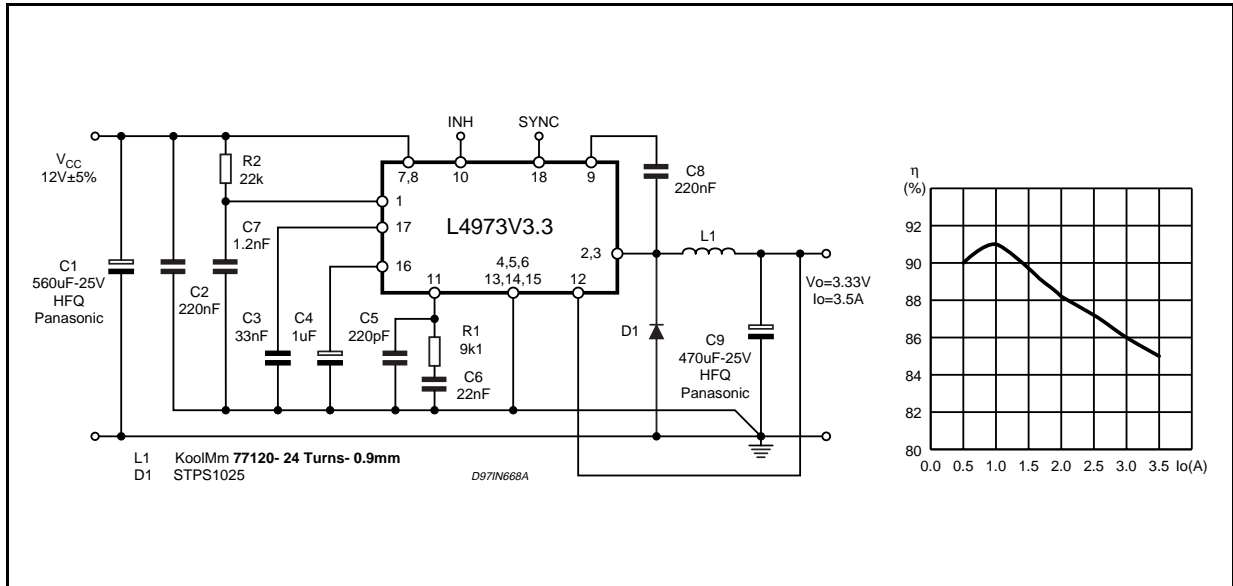 INH
SYNC
VCC
12V±5%
R2
22k
7,8
10
18
9
C8
220nF
1
17
16
L4973V3.3
2,3
L1
C7
1.2nF
C1
560uF-25V
HFQ
Panasonic
C2
220nF
C3
33nF
C4
1uF
C5
220pF
11
4,5,6
13,14,15
12
R1
9k1
C6
22nF
D1
C9
470uF-25V
HFQ
Panasonic
Vo=3.33V
Io=3.5A
L1 KoolMm 77120- 24 Turns- 0.9mm
D1 STPS1025
D97IN668A
η
(%)
92
90
88
86
84
82
80
0.0 0.5 1.0 1.5 2.0 2.5 3.0 3.5 Io(A)